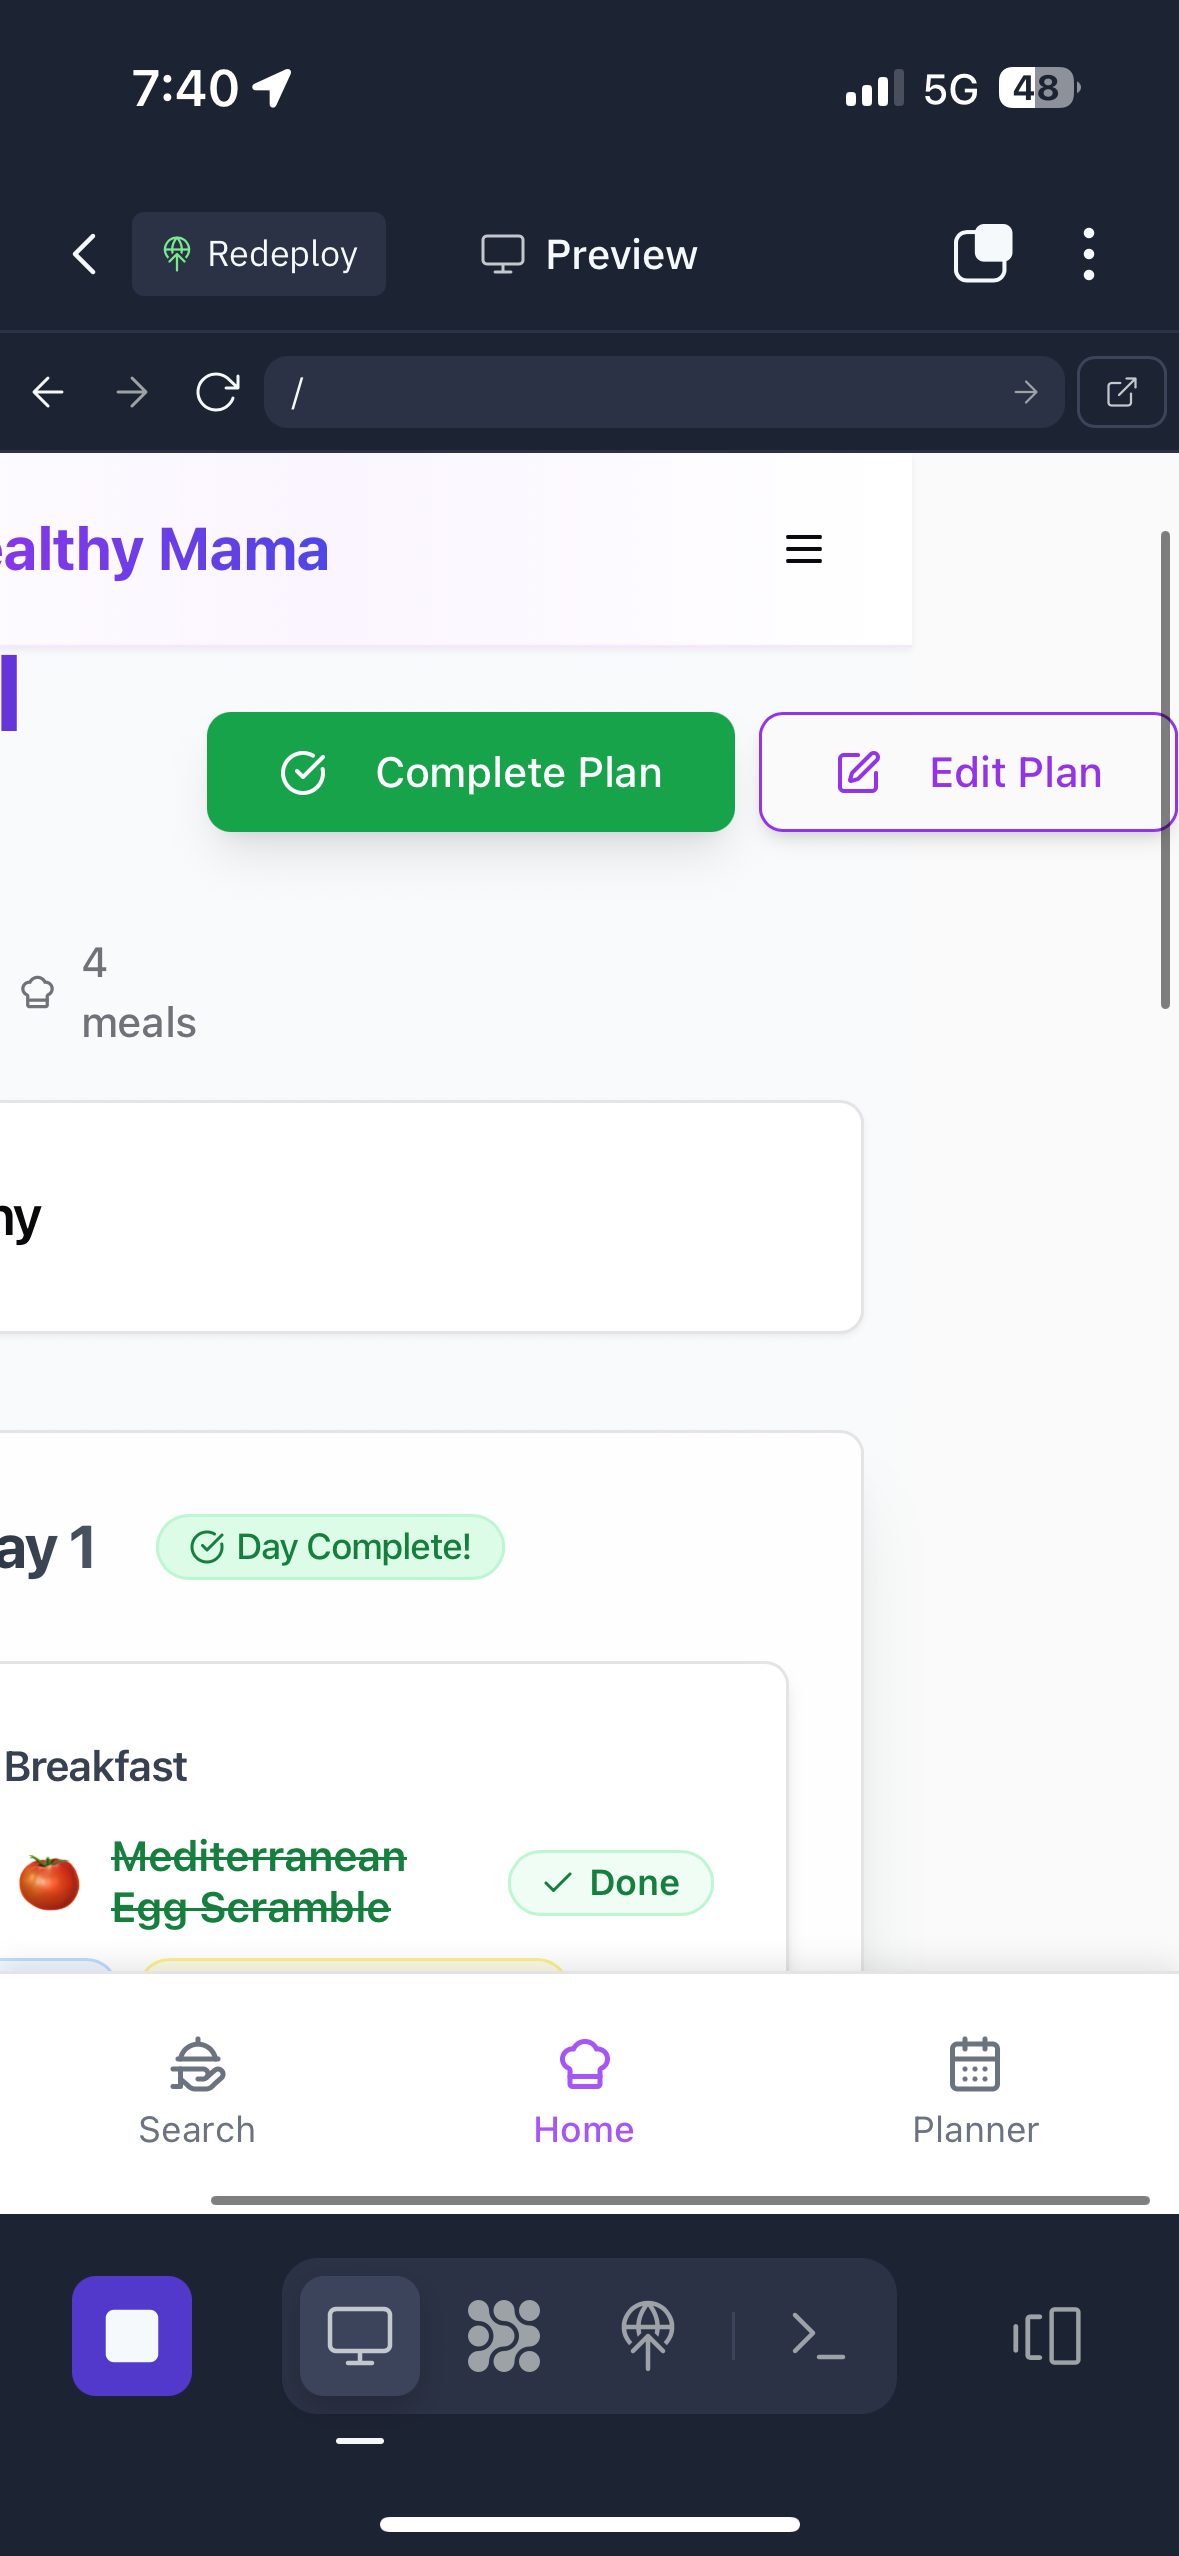 7:40
5G
48
Redeploy
Preview
/
ealthy Mama
l
Complete Plan
Edit Plan
4
meals
ny
ay 1
Day Complete!
Breakfast
Mediterranean
Egg Scramble
Done
Search
Home
Planner